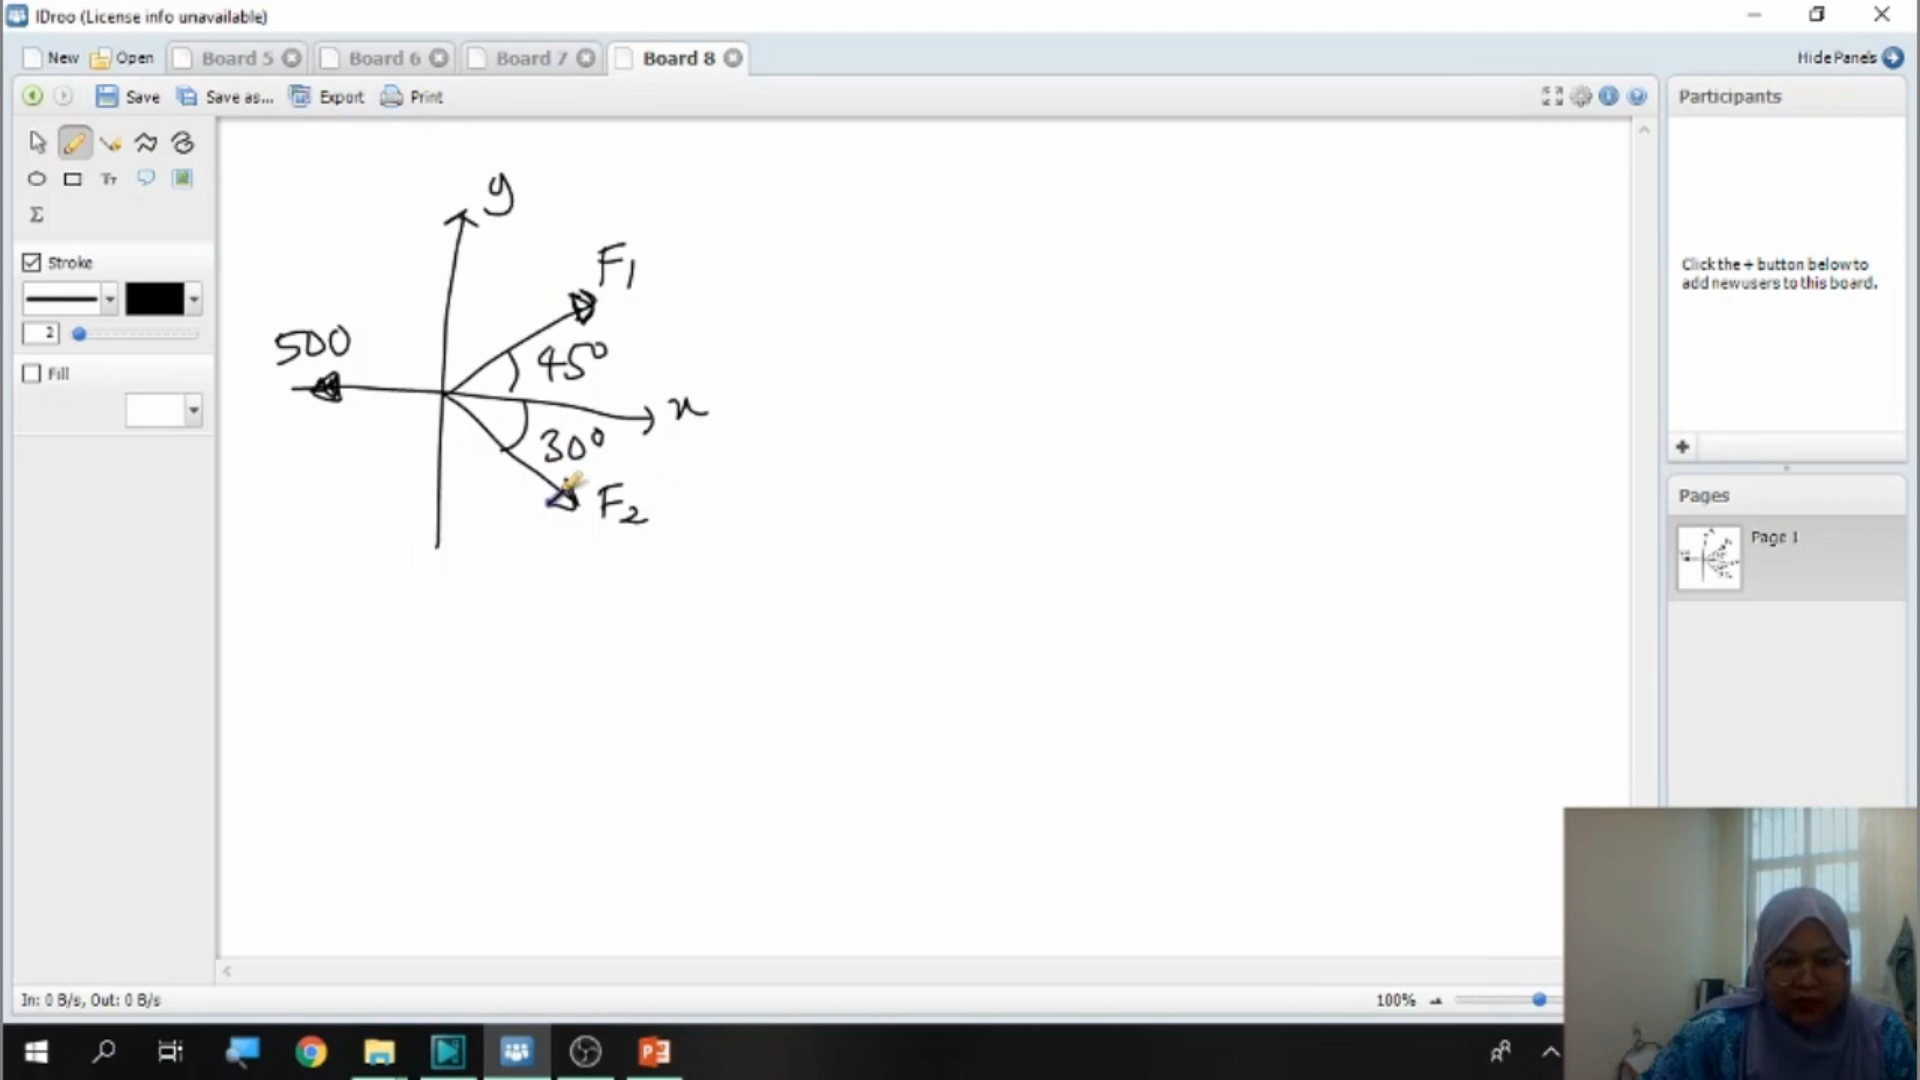 IDroo (License info unavailable)
New Open Board 5 Board 6 Board 7 Board 8 Hide Panels
Save Save as... Export Print
Participants
Click the + button below to
add new users to this board.
Tr
Σ
Stroke
2
Fill
y
F1
500
45°
x
30°
F2
Pages
Page 1
In: 0 B/s, Out: 0 B/s
100%